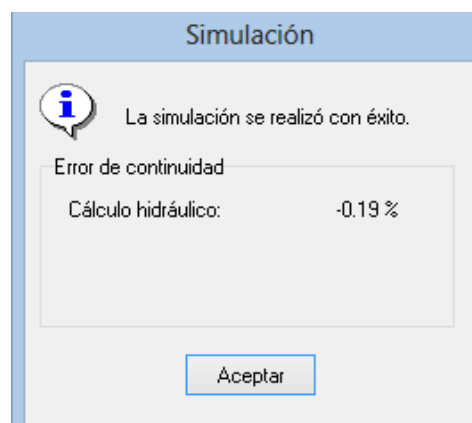 Simulación
La simulación se realizó con éxito.
Error de continuidad
Cálculo hidráulico: -0.19 %
Aceptar